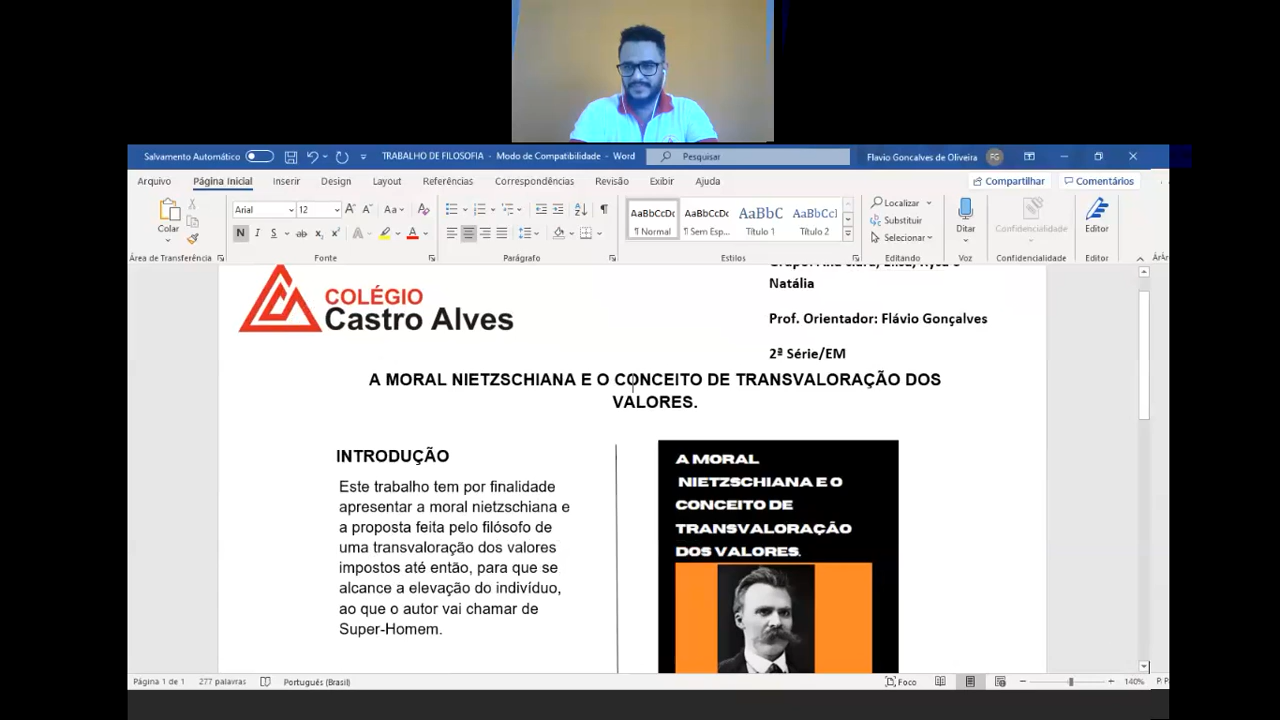 Salvamento Automático
TRABALHO DE FILOSOFIA - Modo de Compatibilidade - Word
Pesquisar
Flavio Goncalves de Oliveira
FG
Arquivo
Página Inicial
Inserir
Design
Layout
Referências
Correspondências
Revisão
Exibir
Ajuda
Compartilhar
Comentários
Colar
Área de Transferência
Arial
12
Aa
N I S ab x₂ x²
Fonte
Parágrafo
AaBbCcDc
¶ Normal
AaBbCcDc
¶ Sem Esp...
AaBbC
Título 1
AaBbCcI
Título 2
Estilos
Localizar
Substituir
Selecionar
Editando
Ditar
Voz
Confidencialidade
Confidencialidade
Editor
Editor
Natália
Prof. Orientador: Flávio Gonçalves
2ª Série/EM
COLÉGIO
Castro Alves
A MORAL NIETZSCHIANA E O CONCEITO DE TRANSVALORAÇÃO DOS
VALORES.
INTRODUÇÃO
Este trabalho tem por finalidade
apresentar a moral nietzschiana e
a proposta feita pelo filósofo de
uma transvaloração dos valores
impostos até então, para que se
alcance a elevação do indivíduo,
ao que o autor vai chamar de
Super-Homem.
A MORAL
NIETZSCHIANA E O
CONCEITO DE
TRANSVALORAÇÃO
DOS VALORES.
Página 1 de 1
277 palavras
Português (Brasil)
Foco
140%